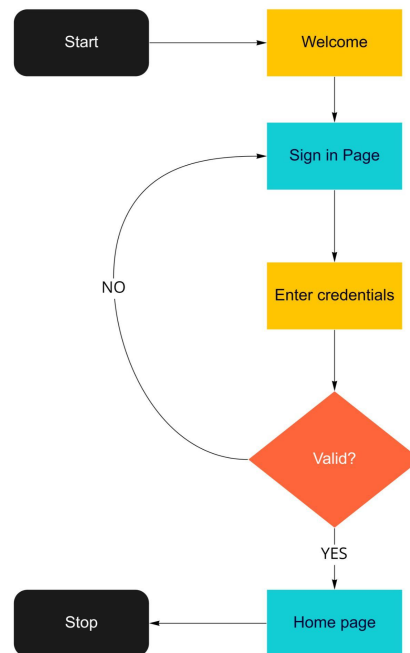 Start
Welcome
Sign in Page
NO
Enter credentials
Valid?
YES
Stop
Home page